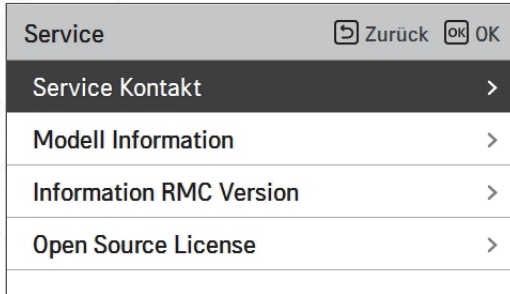 Service Zurück OK OK
Service Kontakt >
Modell Information >
Information RMC Version >
Open Source License >